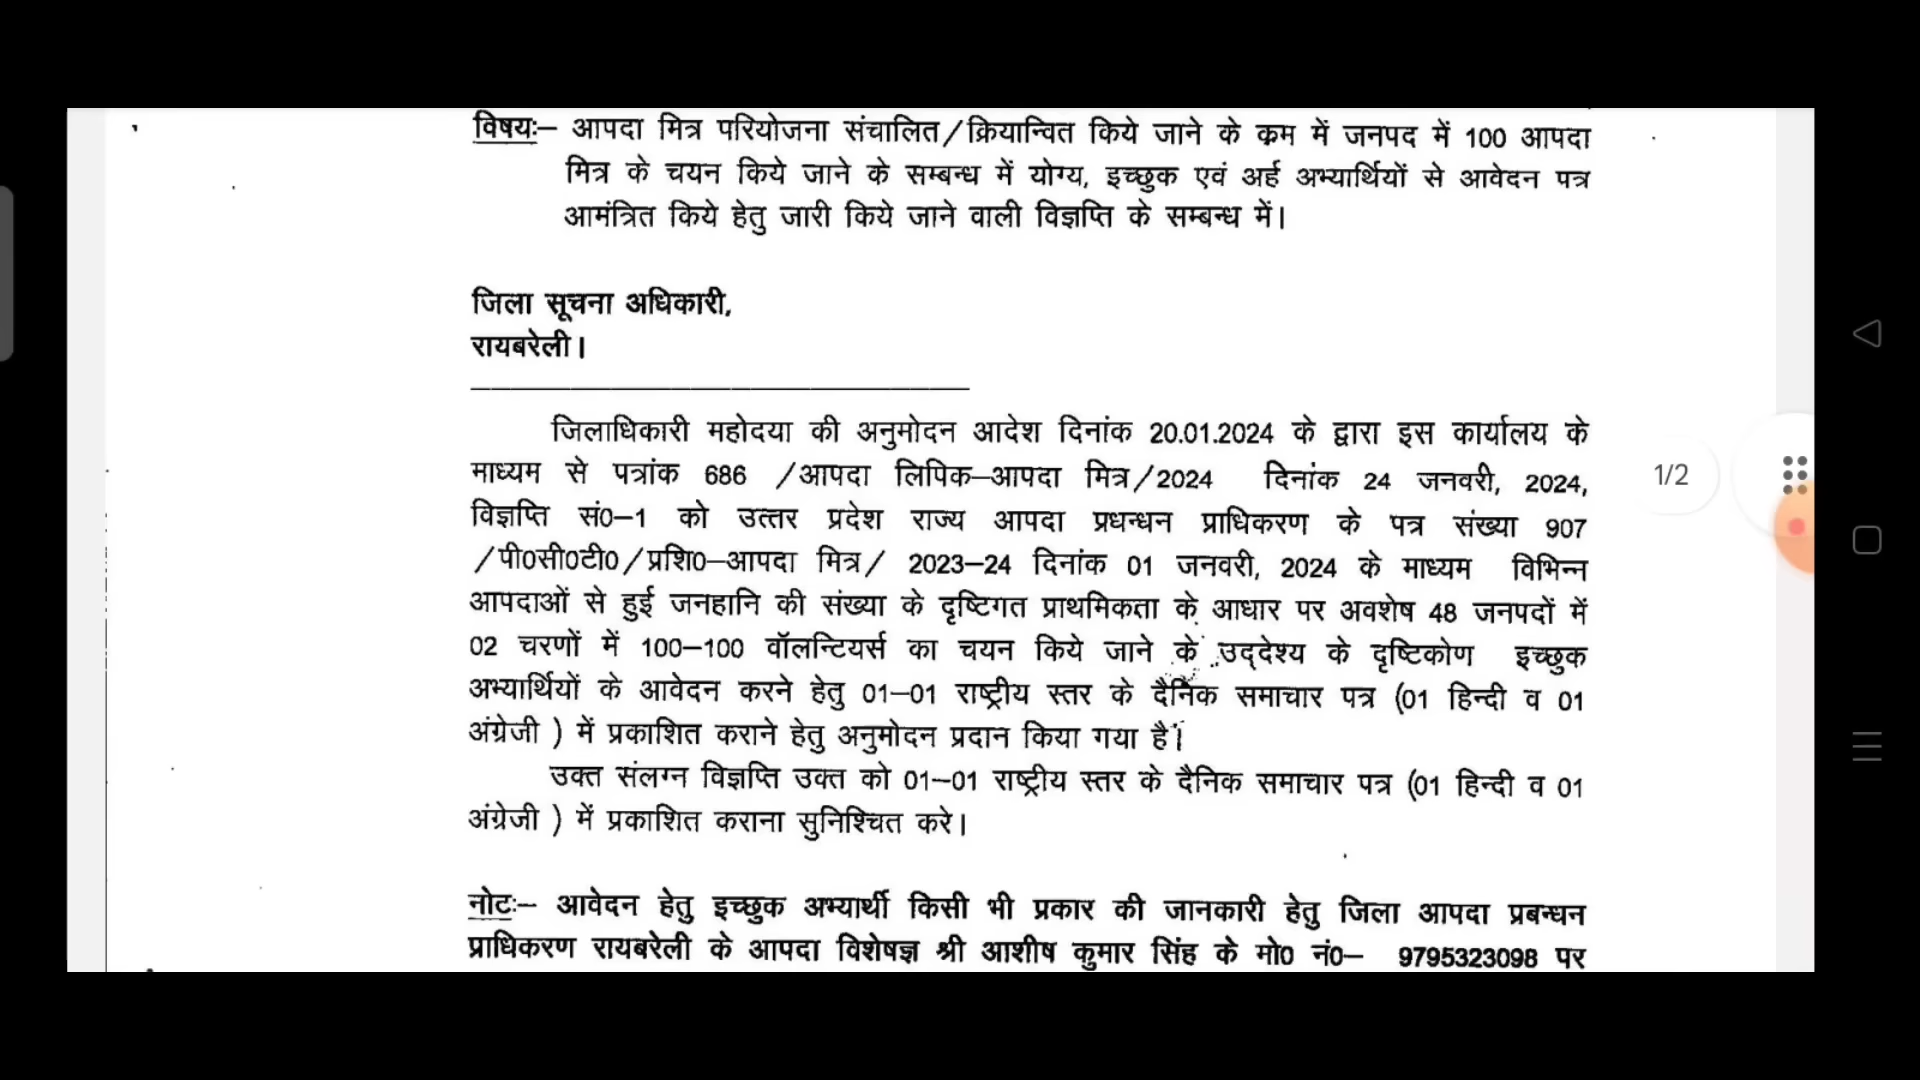 विषयः– आपदा मित्र परियोजना संचालित/क्रियान्वित किये जाने के क्रम में जनपद में 100 आपदा
मित्र के चयन किये जाने के सम्बन्ध में योग्य, इच्छुक एवं अर्ह अभ्यार्थियों से आवेदन पत्र
आमंत्रित किये हेतु जारी किये जाने वाली विज्ञप्ति के सम्बन्ध में।
जिला सूचना अधिकारी,
रायबरेली।
जिलाधिकारी महोदया की अनुमोदन आदेश दिनांक 20.01.2024 के द्वारा इस कार्यालय के
माध्यम से पत्रांक 686 /आपदा लिपिक–आपदा मित्र/2024 दिनांक 24 जनवरी, 2024,
विज्ञप्ति सं0–1 को उत्तर प्रदेश राज्य आपदा प्रधन्धन प्राधिकरण के पत्र संख्या 907
/पी0सी0टी0/प्रशि0–आपदा मित्र/ 2023–24 दिनांक 01 जनवरी, 2024 के माध्यम विभिन्न
आपदाओं से हुई जनहानि की संख्या के दृष्टिगत प्राथमिकता के आधार पर अवशेष 48 जनपदों में
02 चरणों में 100–100 वॉलन्टियर्स का चयन किये जाने के उद्देश्य के दृष्टिकोण इच्छुक
अभ्यार्थियों के आवेदन करने हेतु 01–01 राष्ट्रीय स्तर के दैनिक समाचार पत्र (01 हिन्दी व 01
अंग्रेजी ) में प्रकाशित कराने हेतु अनुमोदन प्रदान किया गया है।
उक्त संलग्न विज्ञप्ति उक्त को 01–01 राष्ट्रीय स्तर के दैनिक समाचार पत्र (01 हिन्दी व 01
अंग्रेजी ) में प्रकाशित कराना सुनिश्चित करे।
नोटः– आवेदन हेतु इच्छुक अभ्यार्थी किसी भी प्रकार की जानकारी हेतु जिला आपदा प्रबन्धन
प्राधिकरण रायबरेली के आपदा विशेषज्ञ श्री आशीष कुमार सिंह के मो0 नं0– 9795323098 पर
1/2